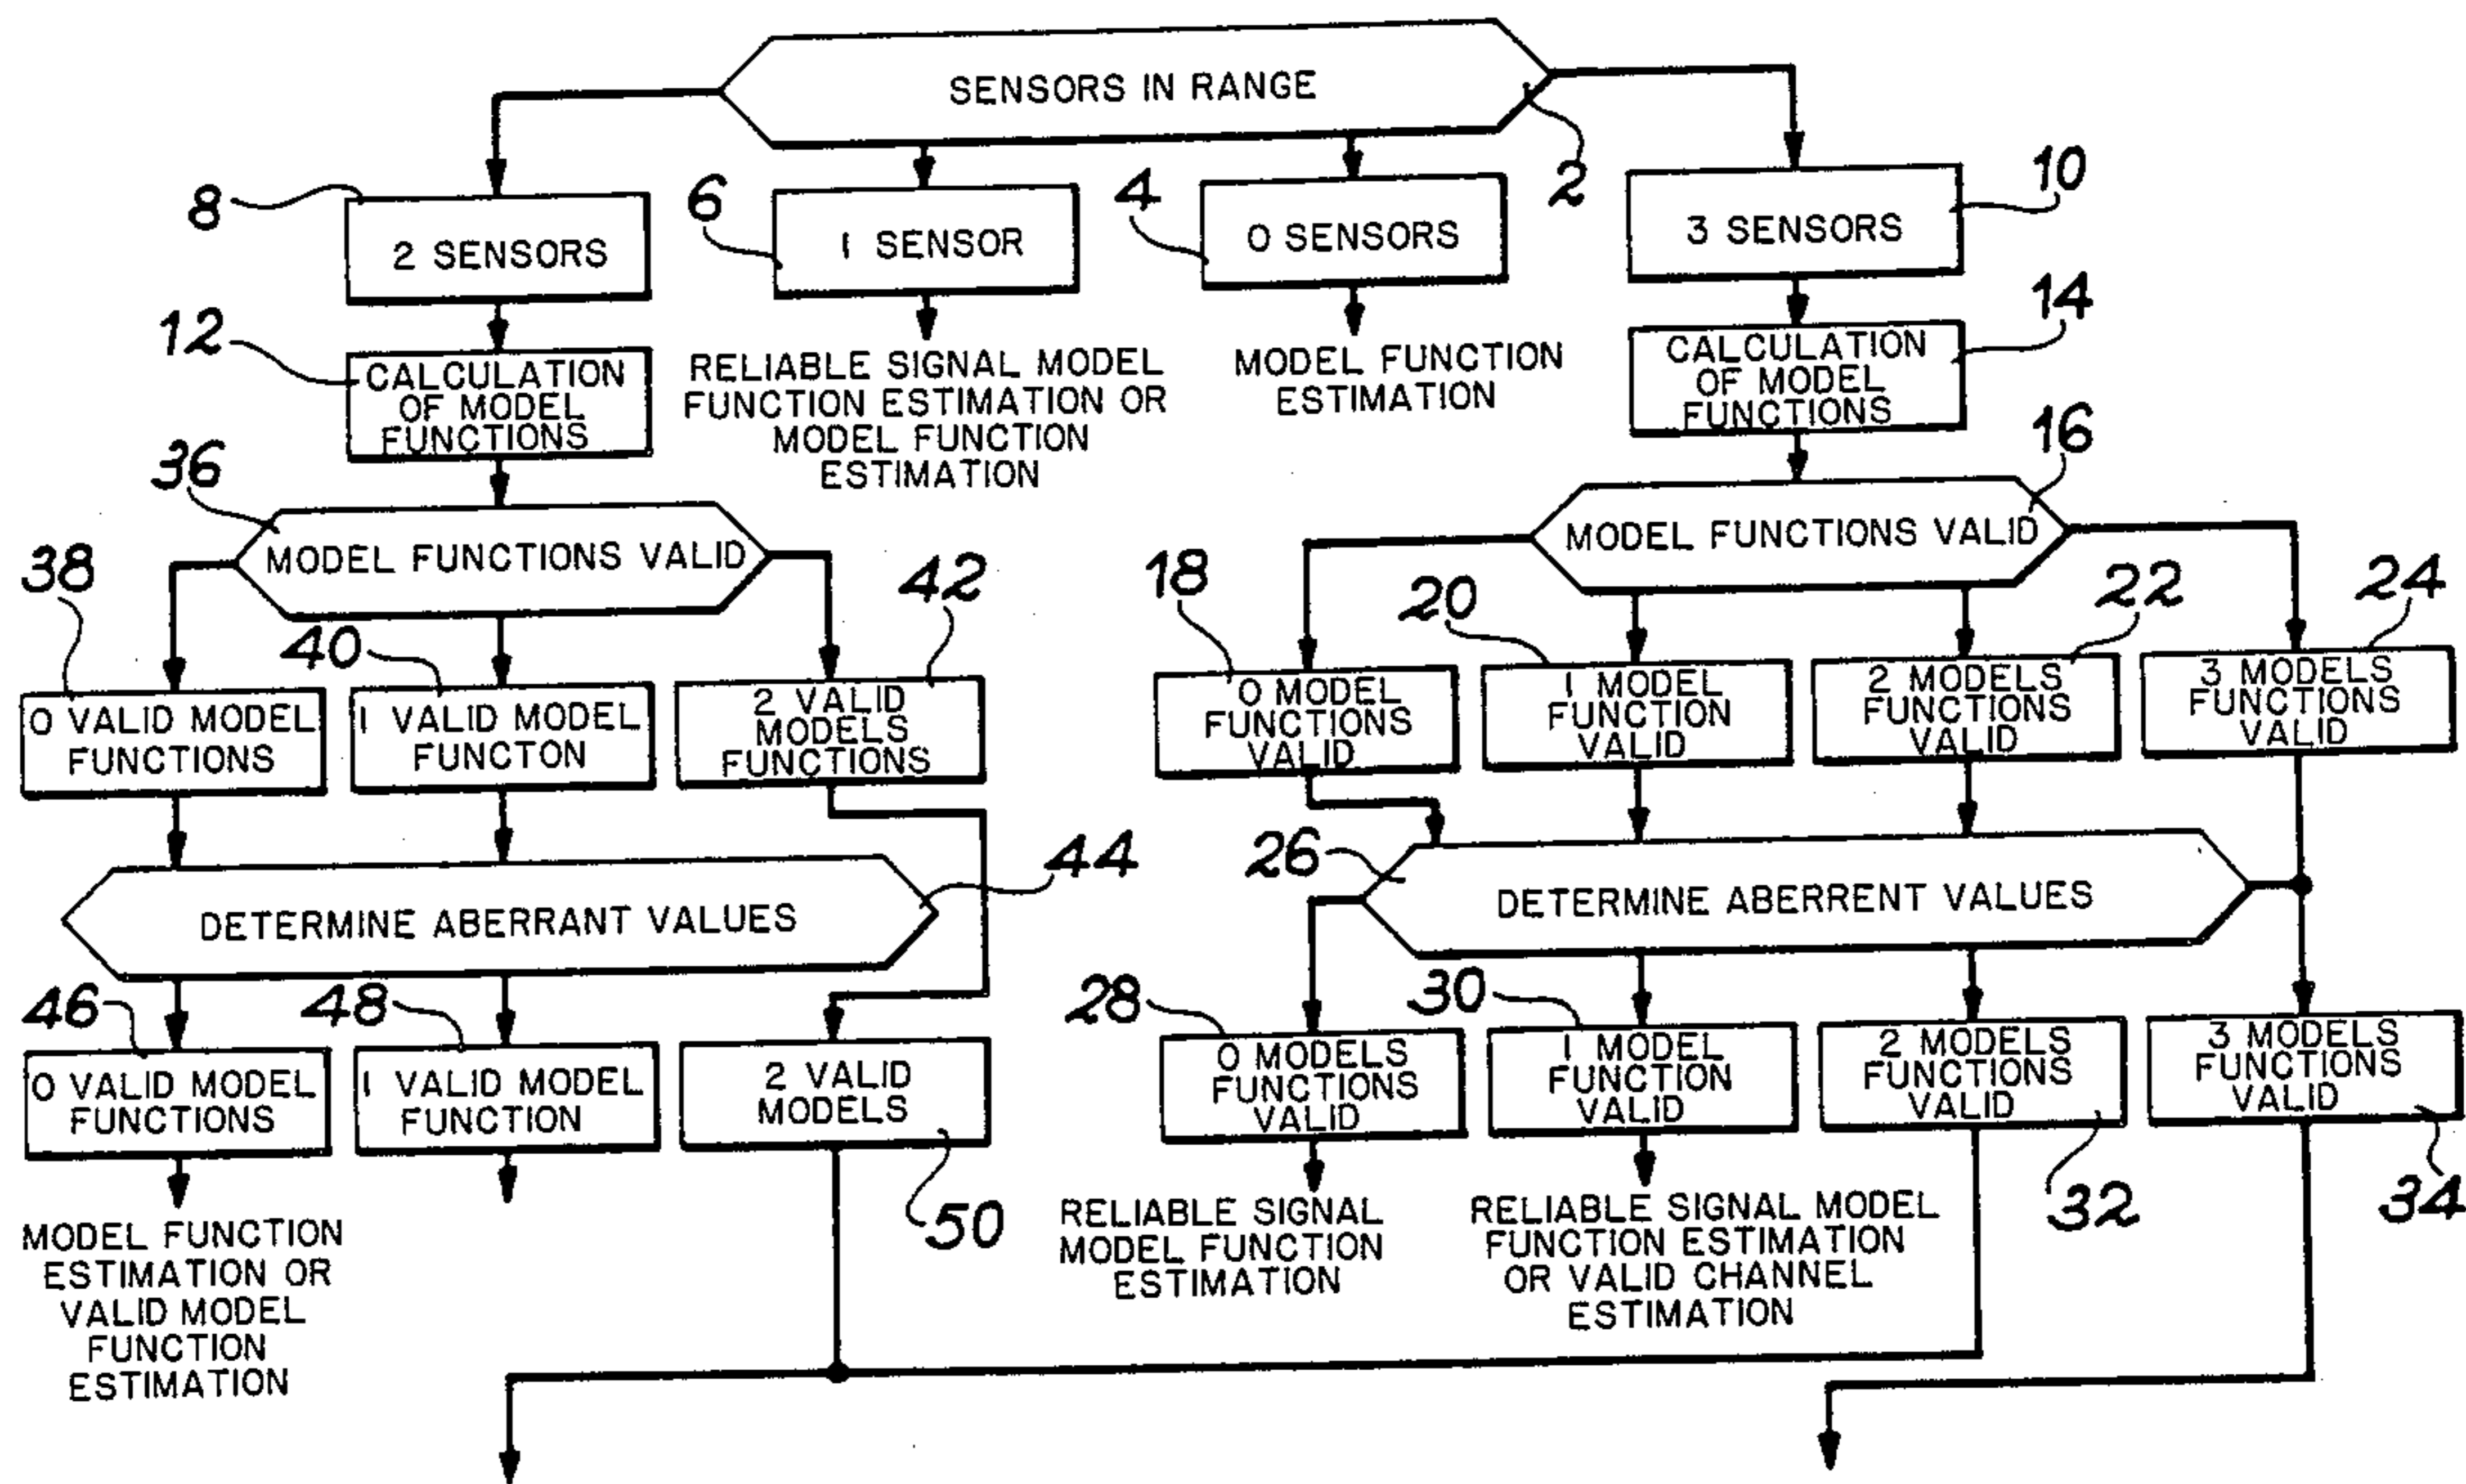 SENSORS IN RANGE
2
8
2 SENSORS
6
1 SENSOR
4
0 SENSORS
10
3 SENSORS
12
CALCULATION
OF MODEL
FUNCTIONS
RELIABLE SIGNAL MODEL
FUNCTION ESTIMATION OR
MODEL FUNCTION
ESTIMATION
MODEL FUNCTION
ESTIMATION
14
CALCULATION
OF MODEL
FUNCTIONS
36
MODEL FUNCTIONS VALID
16
MODEL FUNCTIONS VALID
38
0 VALID MODEL
FUNCTIONS
40
1 VALID MODEL
FUNCTON
42
2 VALID
MODELS
FUNCTIONS
18
0 MODEL
FUNCTIONS
VALID
20
1 MODEL
FUNCTION
VALID
22
2 MODELS
FUNCTIONS
VALID
24
3 MODELS
FUNCTIONS
VALID
44
DETERMINE ABERRANT VALUES
26
DETERMINE ABERRENT VALUES
46
0 VALID MODEL
FUNCTIONS
48
1 VALID MODEL
FUNCTION
2 VALID
MODELS
50
28
0 MODELS
FUNCTIONS
VALID
30
1 MODEL
FUNCTION
VALID
2 MODELS
FUNCTIONS
VALID
32
3 MODELS
FUNCTIONS
VALID
34
MODEL FUNCTION
ESTIMATION OR
VALID MODEL
FUNCTION
ESTIMATION
RELIABLE SIGNAL
MODEL FUNCTION
ESTIMATION
RELIABLE SIGNAL MODEL
FUNCTION ESTIMATION
OR VALID CHANNEL
ESTIMATION